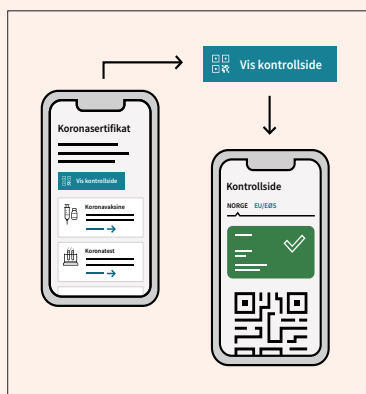 Vis kontrollside
Koronasertifikat
Vis kontrollside
Koronavaksine
Koronatest
Kontrollside
NORGE EU/EØS